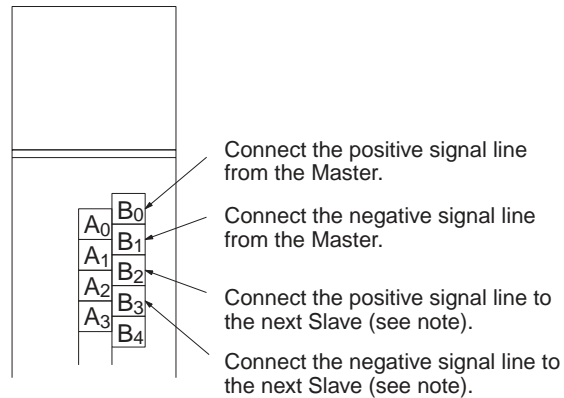 Connect the positive signal line
from the Master.
Connect the negative signal line
from the Master.
Connect the positive signal line to
the next Slave (see note).
Connect the negative signal line to
the next Slave (see note).
A0
A1
A2
A3
B0
B1
B2
B3
B4